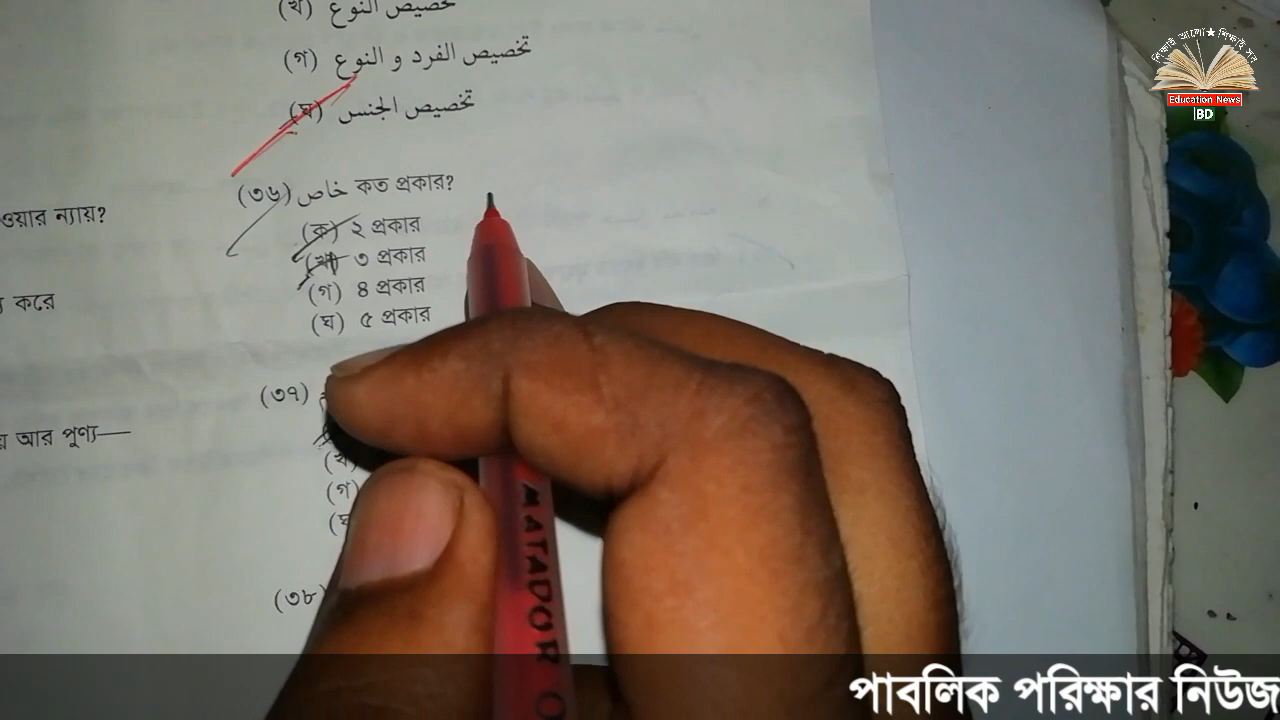 (খ) تخصيص النوع
(গ) تخصيص الفرد و النوع
(ঘ) تخصيص الجنس
(৩৬) خاص কত প্রকার?
(ক) ২ প্রকার
(খ) ৩ প্রকার
(গ) ৪ প্রকার
(ঘ) ৫ প্রকার
ওয়ার ন্যায়?
করে
আর পুণ্য—
(৩৭)
(খ)
(গ)
(ঘ
(৩৮)
MATADOR
শিক্ষাই আলো★শিক্ষাই
Education News
BD
পাবলিক পরিক্ষার নিউজ